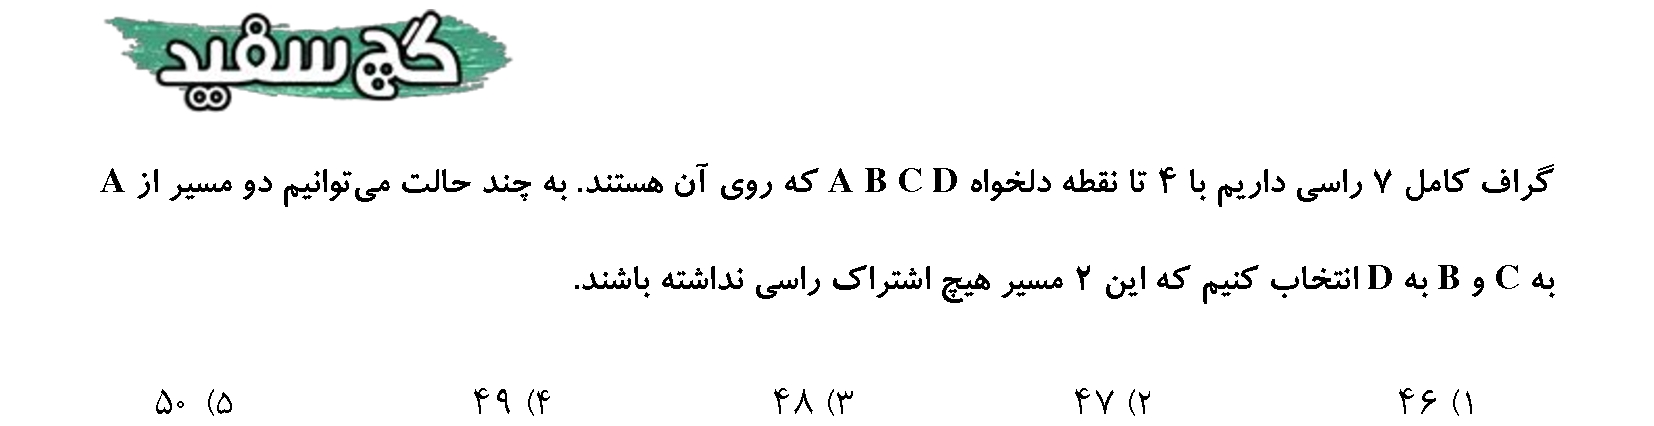 گچ سفید
گراف کامل ۷ راسی داریم با ۴ تا نقطه دلخواه A B C D که روی آن هستند. به چند حالت می‌توانیم دو مسیر از A
به C و B به D انتخاب کنیم که این ۲ مسیر هیچ اشتراک راسی نداشته باشند.
۱) ۴۶ ۲) ۴۷ ۳) ۴۸ ۴) ۴۹ ۵) ۵۰